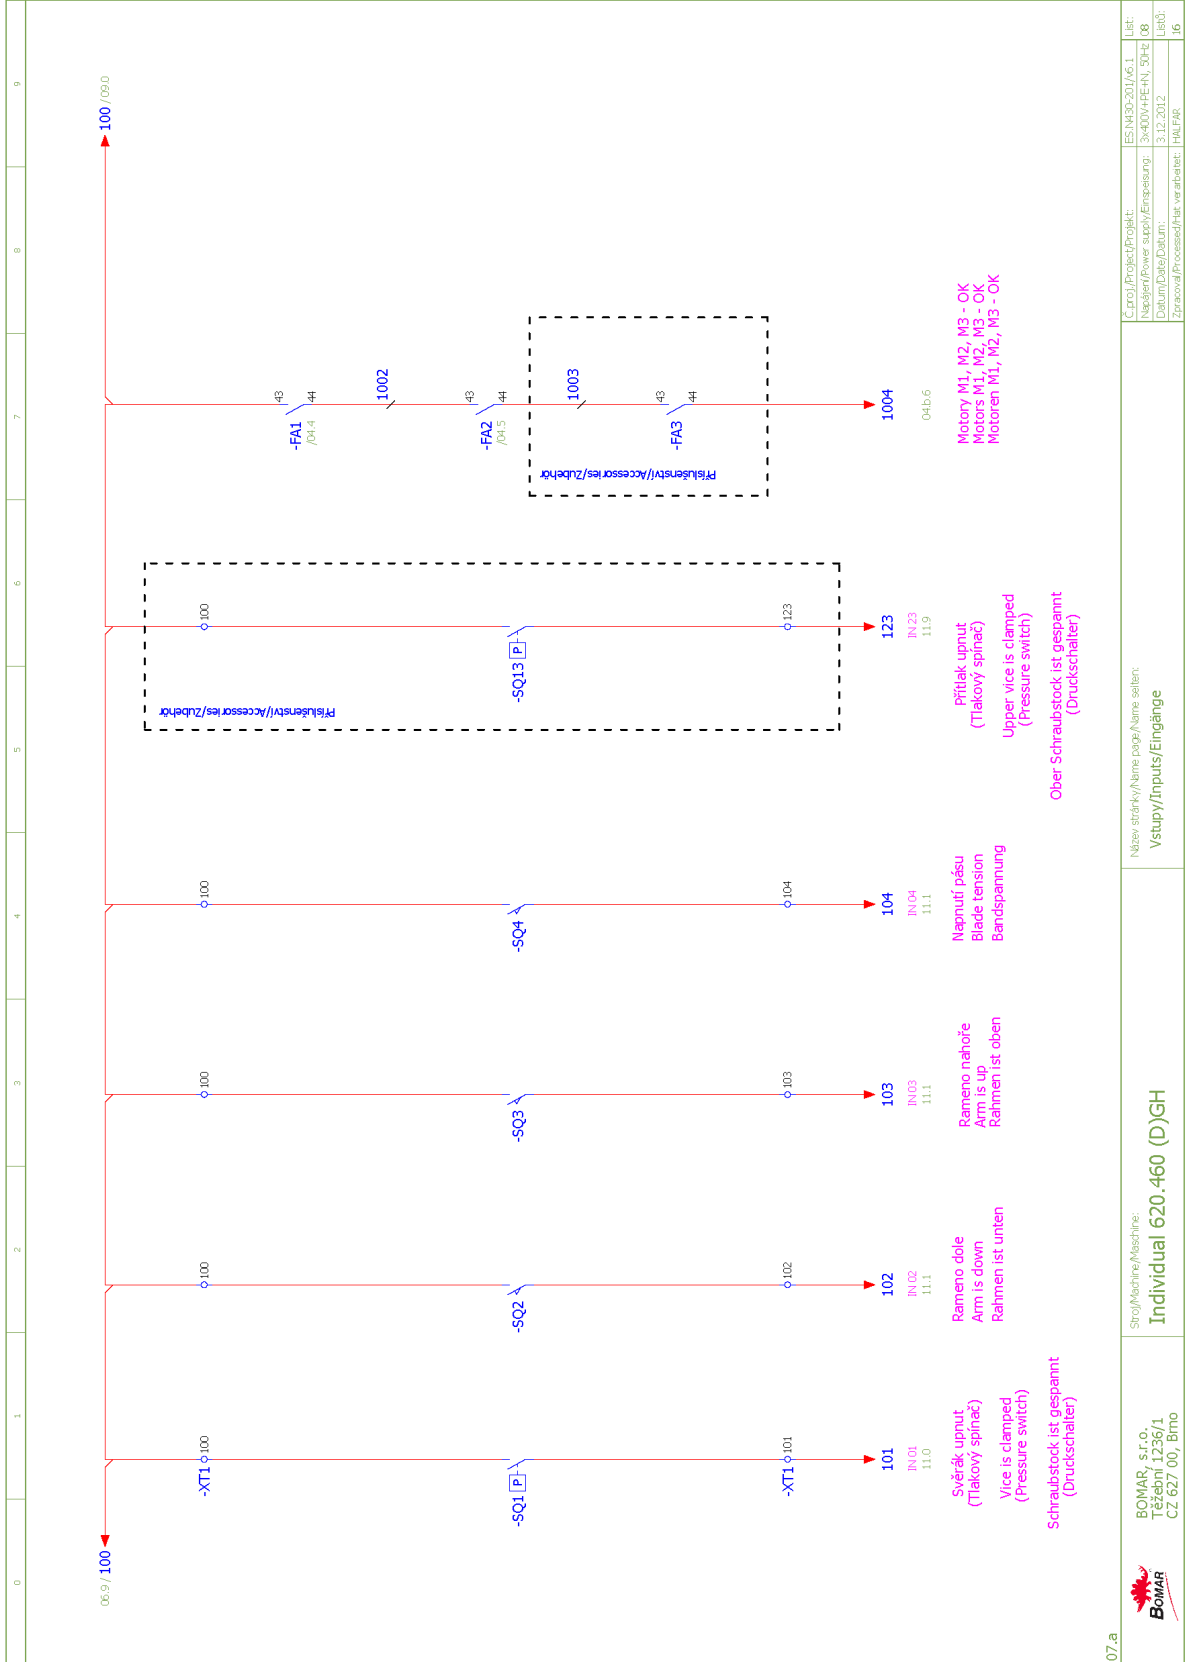 0
1
2
3
4
5
6
7
8
9
06.9 / 100
100 / 09.0
-XT1 100
100
100
100
100
-SQ1 P
-SQ2
-SQ3
-SQ4
-SQ13 P
-XT1 101
102
103
104
123
Příslušenství/Accessories/Zubehör
-FA1
/04.4
43
44
1002
-FA2
/04.5
43
44
1003
-FA3
43
44
Příslušenství/Accessories/Zubehör
101
IN 01
11.0
Svěrák upnut
(Tlakový spínač)
Vice is clamped
(Pressure switch)
Schraubstock ist gespannt
(Druckschalter)
102
IN 02
11.1
Rameno dole
Arm is down
Rahmen ist unten
103
IN 03
11.1
Rameno nahoře
Arm is up
Rahmen ist oben
104
IN 04
11.1
Napnutí pásu
Blade tension
Bandspannung
123
IN 23
11.9
Přítlak upnut
(Tlakový spínač)
Upper vice is clamped
(Pressure switch)
Ober Schraubstock ist gespannt
(Druckschalter)
1004
04.b.6
Motory M1, M2, M3 - OK
Motors M1, M2, M3 - OK
Motoren M1, M2, M3 - OK
07.a
BOMAR
BOMAR, s.r.o.
Těžební 1236/1
CZ 627 00, Brno
Stroj/Machine/Maschine:
Individual 620.460 (D)GH
Název stránky/Name page/Name seiten:
Vstupy/Inputs/Eingänge
Č.proj./Project/Projekt:
ES.N430-201/v6.1
Napájení/Power supply/Einspeisung:
3x400V+PE+N, 50Hz
Datum/Date/Datum:
3.12.2012
Zpracoval/Processed/Hat verarbeitet:
HALFAR
List:
08
Listů:
16